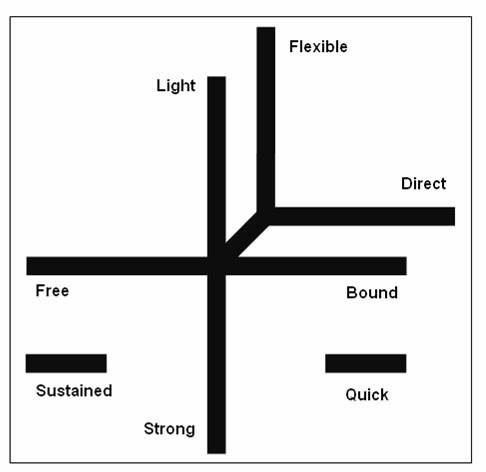 Flexible
Light
Direct
Free
Bound
Sustained
Quick
Strong